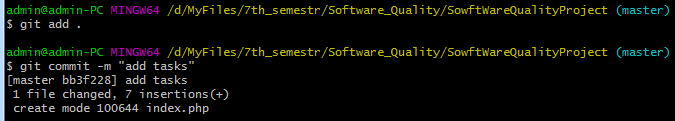 admin@admin-PC MINGW64 /d/MyFiles/7th_semestr/Software_Quality/SowftWareQualityProject (master)
$ git add .
admin@admin-PC MINGW64 /d/MyFiles/7th_semestr/Software_Quality/SowftWareQualityProject (master)
$ git commit -m "add tasks"
[master bb3f228] add tasks
1 file changed, 7 insertions(+)
create mode 100644 index.php